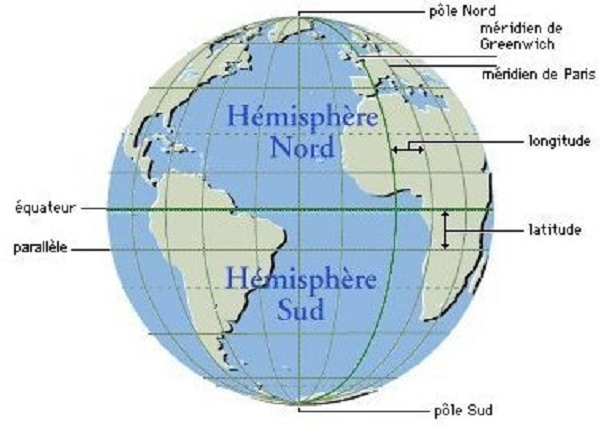 pôle Nord
méridien de
Greenwich
méridien de Paris
Hémisphère
Nord
longitude
équateur
latitude
parallèle
Hémisphère
Sud
pôle Sud